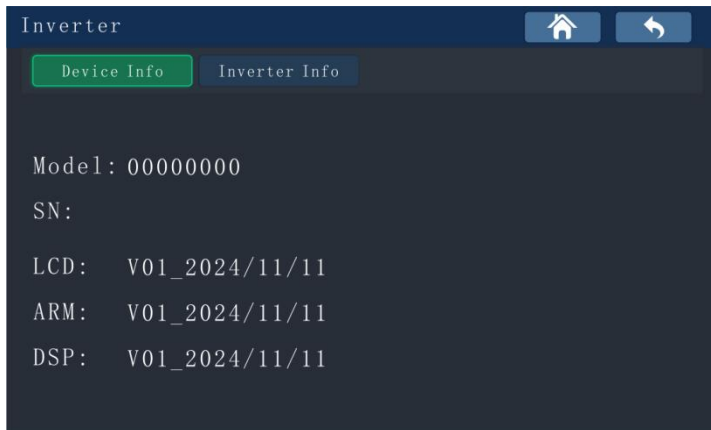 Inverter
Device Info Inverter Info
Model: 00000000
SN:
LCD: V01_2024/11/11
ARM: V01_2024/11/11
DSP: V01_2024/11/11